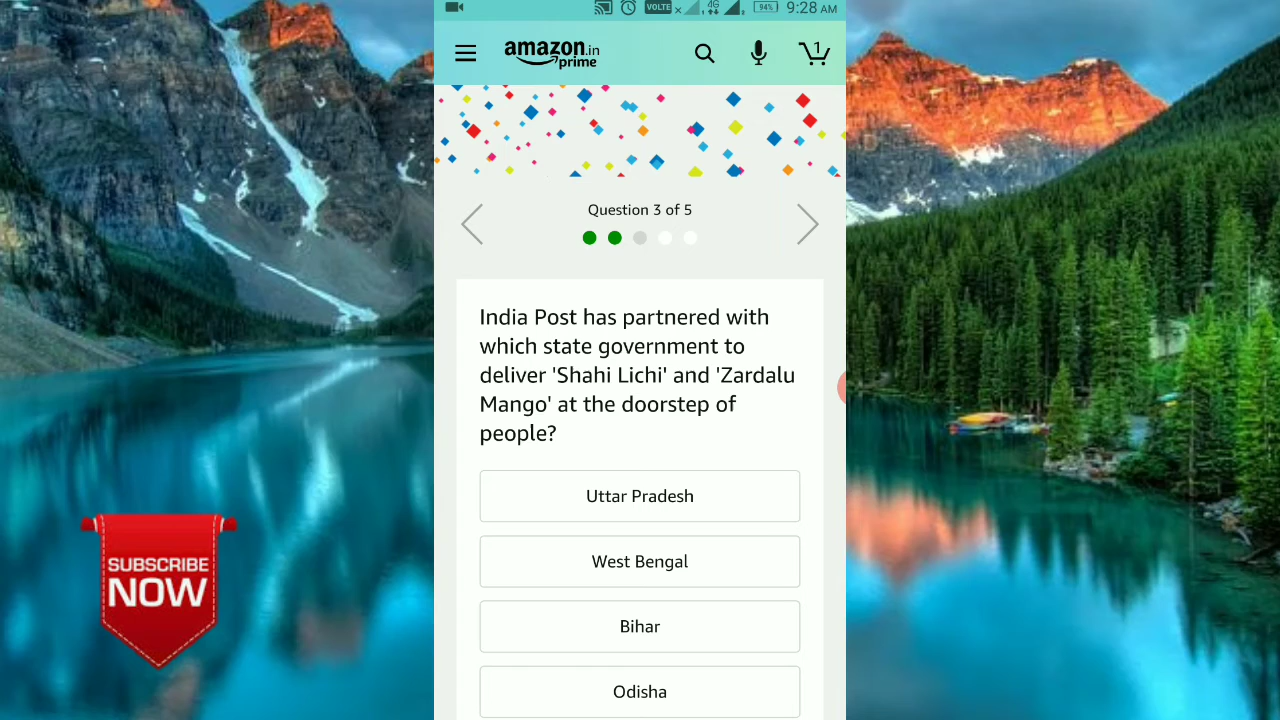 VOLTE
4G
94%
9:28 AM
amazon.in
prime
1
Question 3 of 5
India Post has partnered with
which state government to
deliver 'Shahi Lichi' and 'Zardalu
Mango' at the doorstep of
people?
Uttar Pradesh
West Bengal
Bihar
Odisha
SUBSCRIBE
NOW